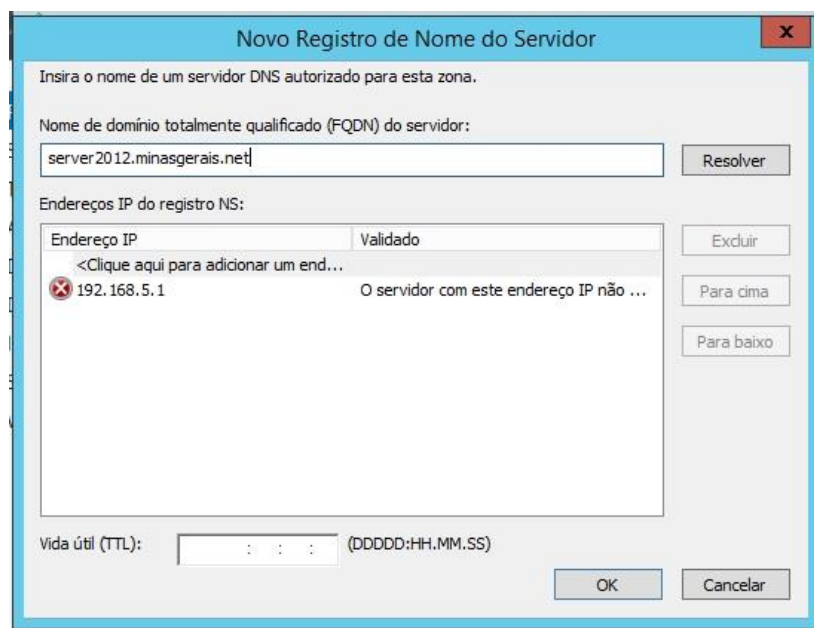 Novo Registro de Nome do Servidor
x
Insira o nome de um servidor DNS autorizado para esta zona.
Nome de domínio totalmente qualificado (FQDN) do servidor:
server2012.minasgerais.net
Resolver
Endereços IP do registro NS:
Endereço IP Validado
<Clique aqui para adicionar um end...
192.168.5.1 O servidor com este endereço IP não ...
Excluir
Para cima
Para baixo
Vida útil (TTL): : : : (DDDDD:HH.MM.SS)
OK Cancelar